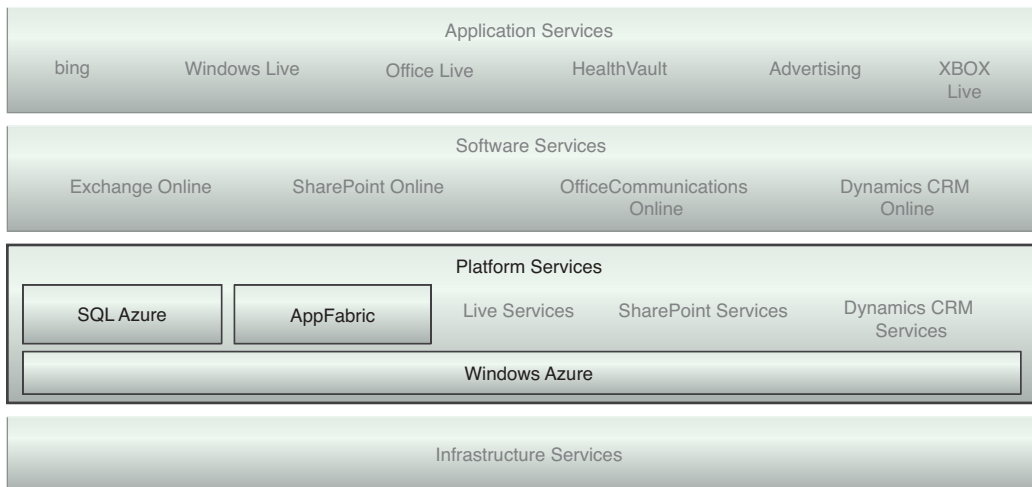 Application Services
bing Windows Live Office Live HealthVault Advertising XBOX
Live
Software Services
Exchange Online SharePoint Online OfficeCommunications
Online Dynamics CRM
Online
Platform Services
SQL Azure AppFabric Live Services SharePoint Services Dynamics CRM
Services
Windows Azure
Infrastructure Services